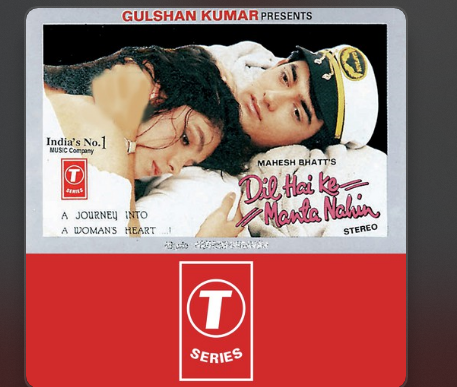 GULSHAN KUMAR PRESENTS
India's No.1
MUSIC Company
T
SERIES
A JOURNEY INTO
A WOMAN'S HEART ...!
MAHESH BHATT'S
Dil Hai ke
Manta Nahin
STEREO
T
SERIES